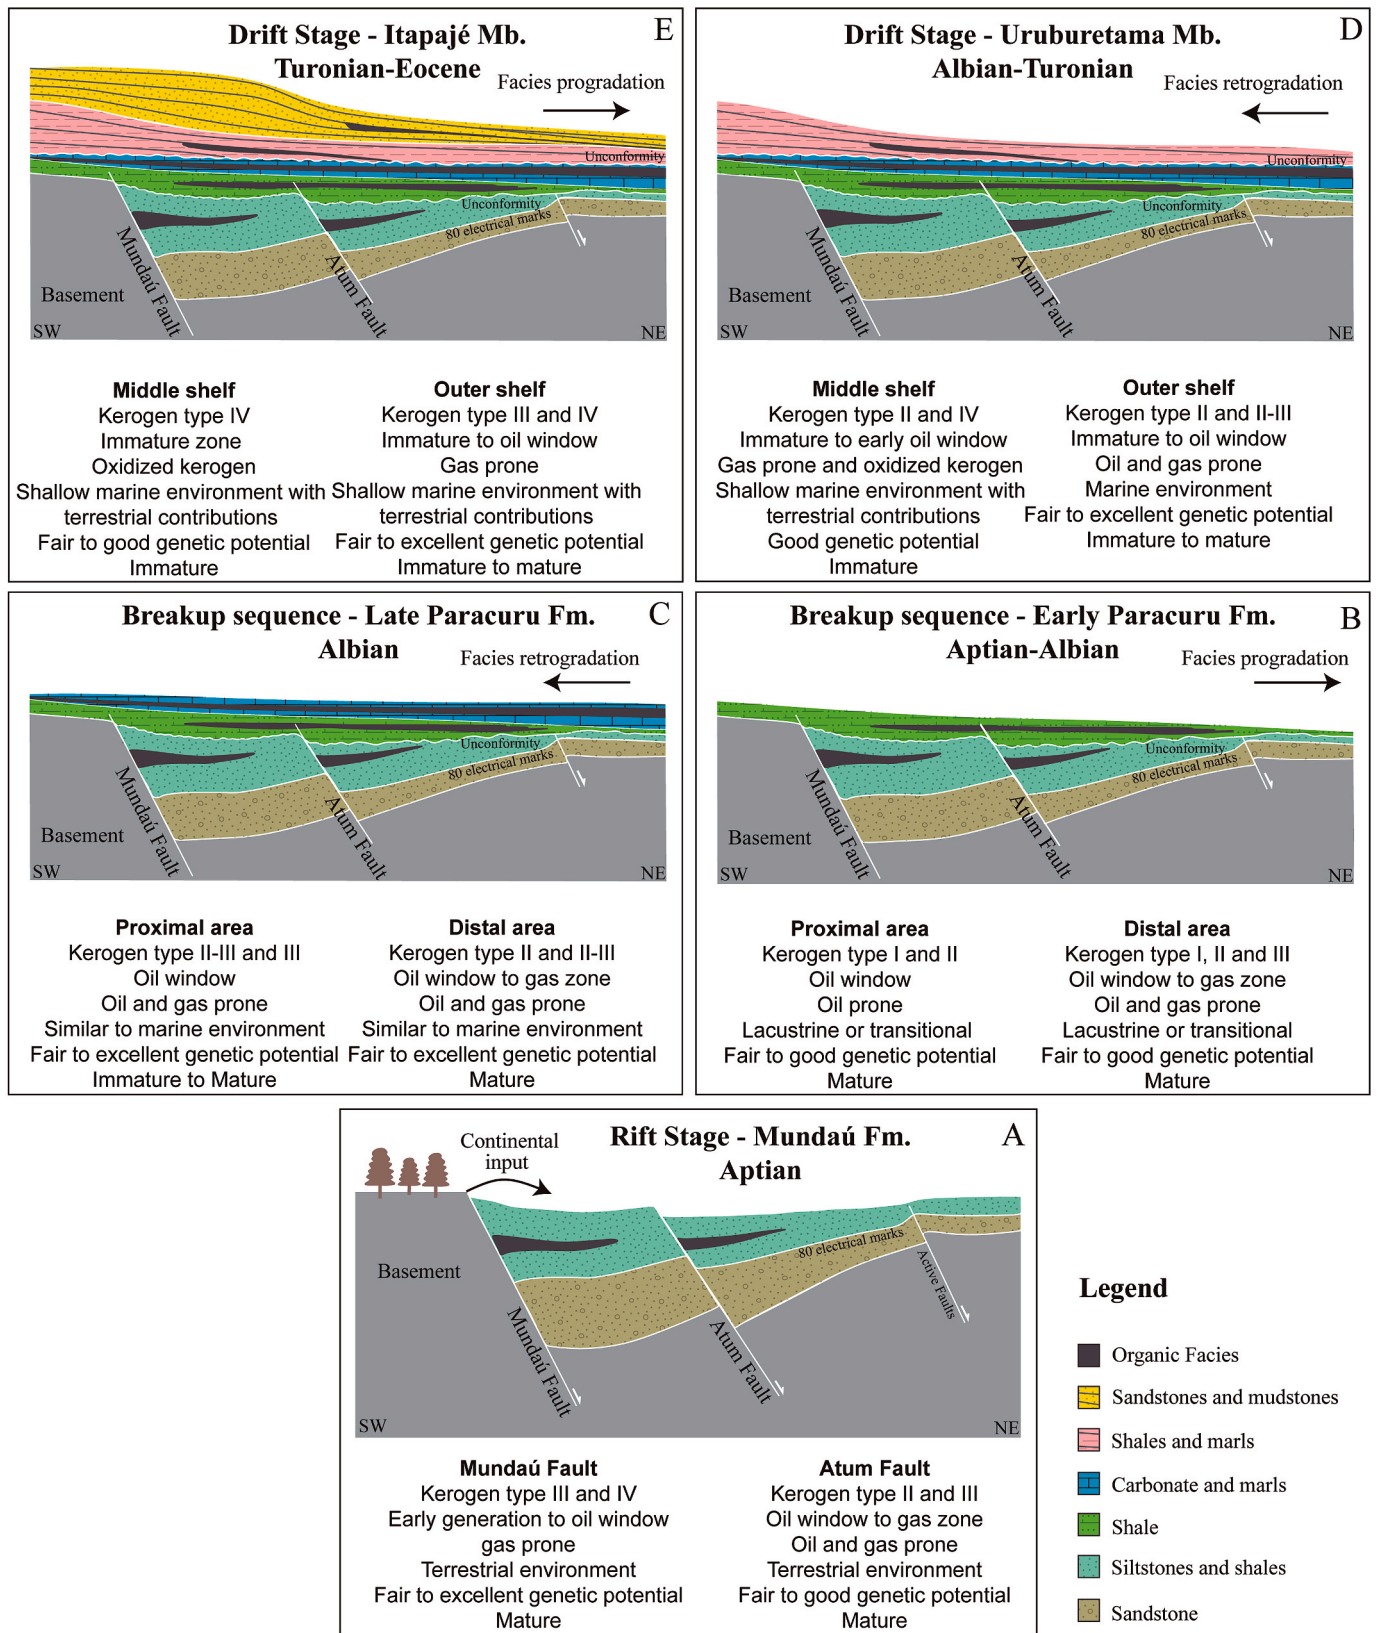 Drift Stage - Itapajé Mb.
Turonian-Eocene
E
Facies progradation
Unconformity
Unconformity
80 electrical marks
Mundaú Fault
Atum Fault
Basement
SW
NE
Middle shelf
Kerogen type IV
Immature zone
Oxidized kerogen
Shallow marine environment with
terrestrial contributions
Fair to good genetic potential
Immature
Outer shelf
Kerogen type III and IV
Immature to oil window
Gas prone
Shallow marine environment with
terrestrial contributions
Fair to excellent genetic potential
Immature to mature
Drift Stage - Uruburetama Mb.
Albian-Turonian
D
Facies retrogradation
Unconformity
Unconformity
80 electrical marks
Mundaú Fault
Atum Fault
Basement
SW
NE
Middle shelf
Kerogen type II and IV
Immature to early oil window
Gas prone and oxidized kerogen
Shallow marine environment with
terrestrial contributions
Good genetic potential
Immature
Outer shelf
Kerogen type II and II-III
Immature to oil window
Oil and gas prone
Marine environment
Fair to excellent genetic potential
Immature to mature
Breakup sequence - Late Paracuru Fm.
Albian
C
Facies retrogradation
Unconformity
80 electrical marks
Mundaú Fault
Atum Fault
Basement
SW
NE
Proximal area
Kerogen type II-III and III
Oil window
Oil and gas prone
Similar to marine environment
Fair to excellent genetic potential
Immature to Mature
Distal area
Kerogen type II and II-III
Oil window to gas zone
Oil and gas prone
Similar to marine environment
Fair to excellent genetic potential
Mature
Breakup sequence - Early Paracuru Fm.
Aptian-Albian
B
Facies progradation
Unconformity
80 electrical marks
Mundaú Fault
Atum Fault
Basement
SW
NE
Proximal area
Kerogen type I and II
Oil window
Oil prone
Lacustrine or transitional
Fair to good genetic potential
Mature
Distal area
Kerogen type I, II and III
Oil window to gas zone
Oil and gas prone
Lacustrine or transitional
Fair to good genetic potential
Mature
Rift Stage - Mundaú Fm.
Aptian
A
Continental
input
80 electrical marks
Active Faults
Mundaú Fault
Atum Fault
Basement
SW
NE
Mundaú Fault
Kerogen type III and IV
Early generation to oil window
gas prone
Terrestrial environment
Fair to excellent genetic potential
Mature
Atum Fault
Kerogen type II and III
Oil window to gas zone
Oil and gas prone
Terrestrial environment
Fair to good genetic potential
Mature
Legend
Organic Facies
Sandstones and mudstones
Shales and marls
Carbonate and marls
Shale
Siltstones and shales
Sandstone